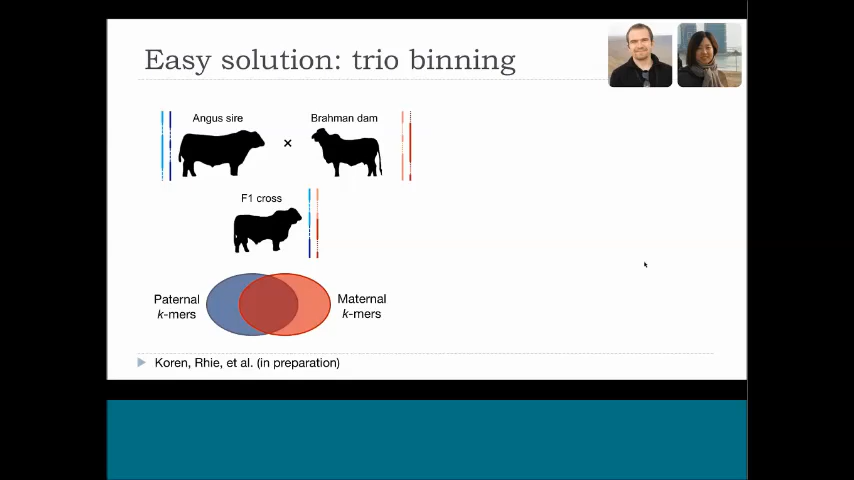 Easy solution: trio binning
Angus sire
×
Brahman dam
F1 cross
Paternal
k-mers
Maternal
k-mers
Koren, Rhie, et al. (in preparation)